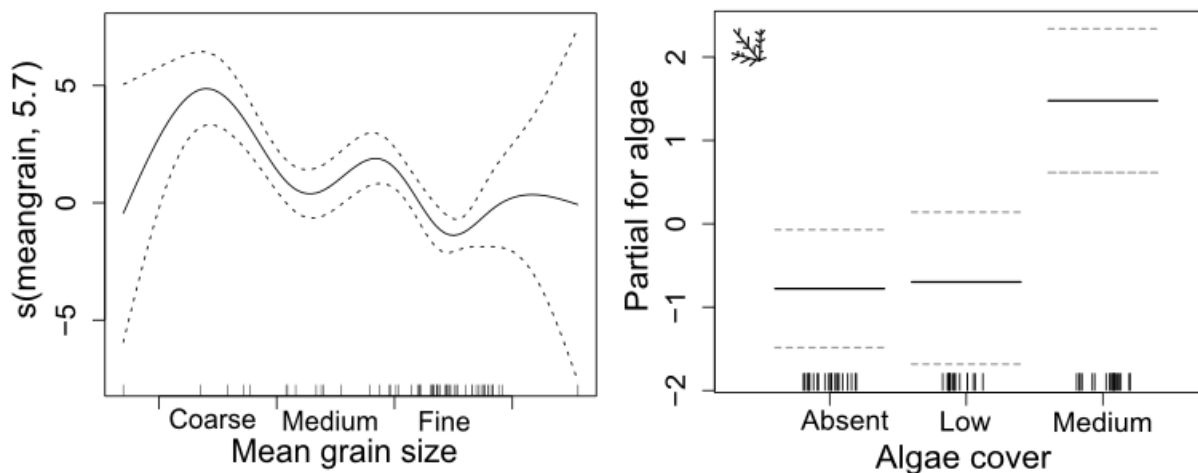 s(meangrain, 5.7)
5
0
−5
Coarse Medium Fine
Mean grain size
Partial for algae
2
1
0
−1
−2
Absent Low Medium
Algae cover